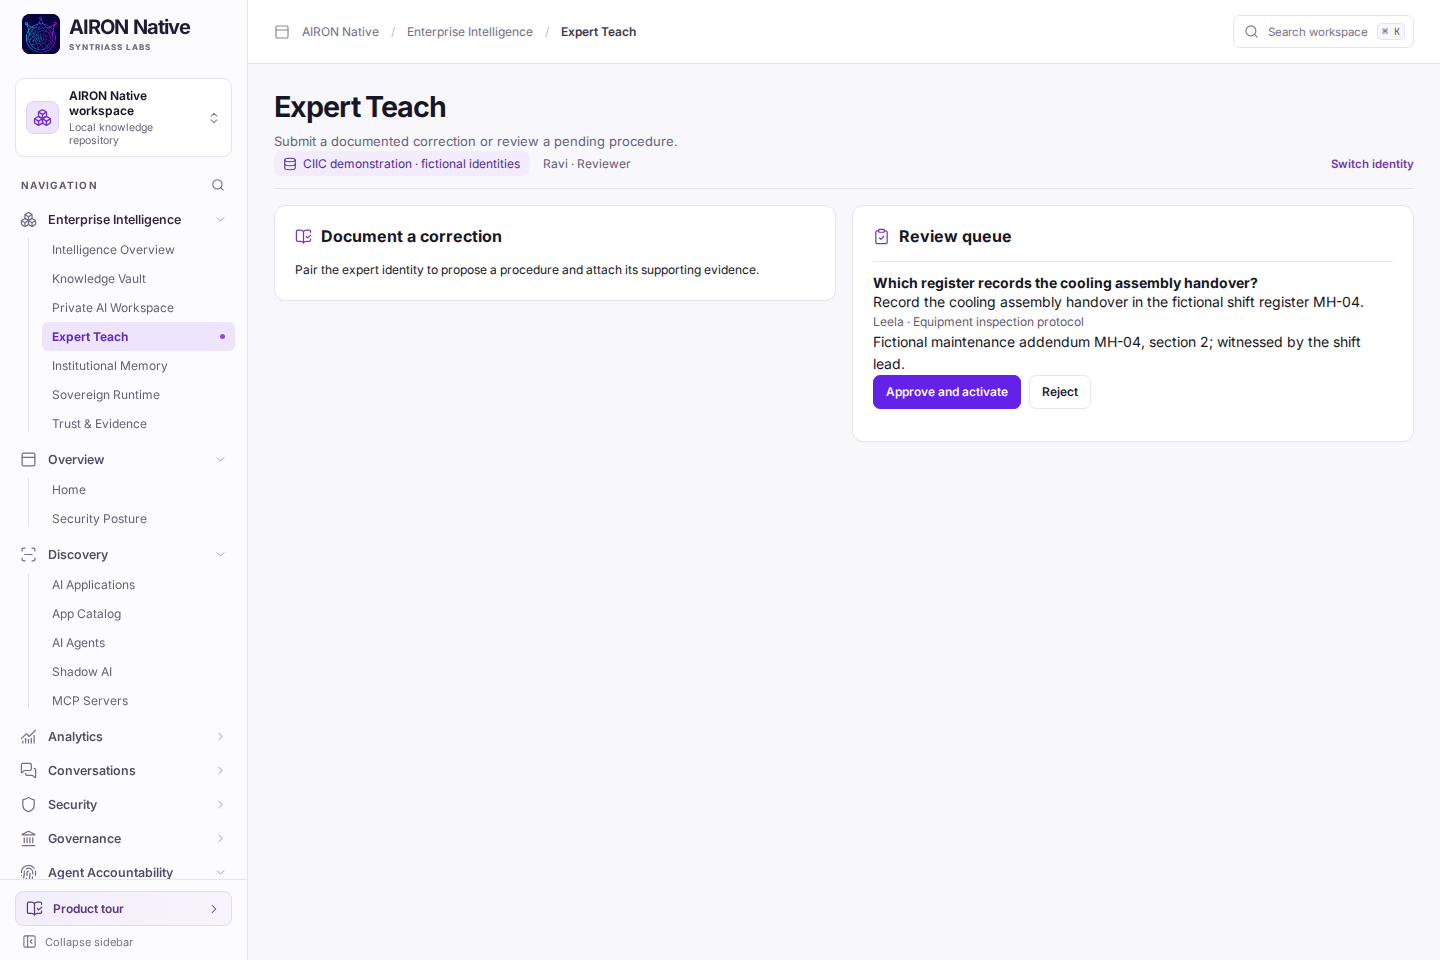 AIRON Native
SYNTRIASS LABS
AIRON Native
workspace
Local knowledge
repository
NAVIGATION
Enterprise Intelligence
Intelligence Overview
Knowledge Vault
Private AI Workspace
Expert Teach
Institutional Memory
Sovereign Runtime
Trust & Evidence
Overview
Home
Security Posture
Discovery
AI Applications
App Catalog
AI Agents
Shadow AI
MCP Servers
Analytics
Conversations
Security
Governance
Agent Accountability
Product tour
Collapse sidebar
AIRON Native / Enterprise Intelligence / Expert Teach
Search workspace ⌘ K
Expert Teach
Submit a documented correction or review a pending procedure.
CIIC demonstration · fictional identities Ravi · Reviewer Switch identity
Document a correction
Pair the expert identity to propose a procedure and attach its supporting evidence.
Review queue
Which register records the cooling assembly handover?
Record the cooling assembly handover in the fictional shift register MH-04.
Leela · Equipment inspection protocol
Fictional maintenance addendum MH-04, section 2; witnessed by the shift
lead.
Approve and activate Reject